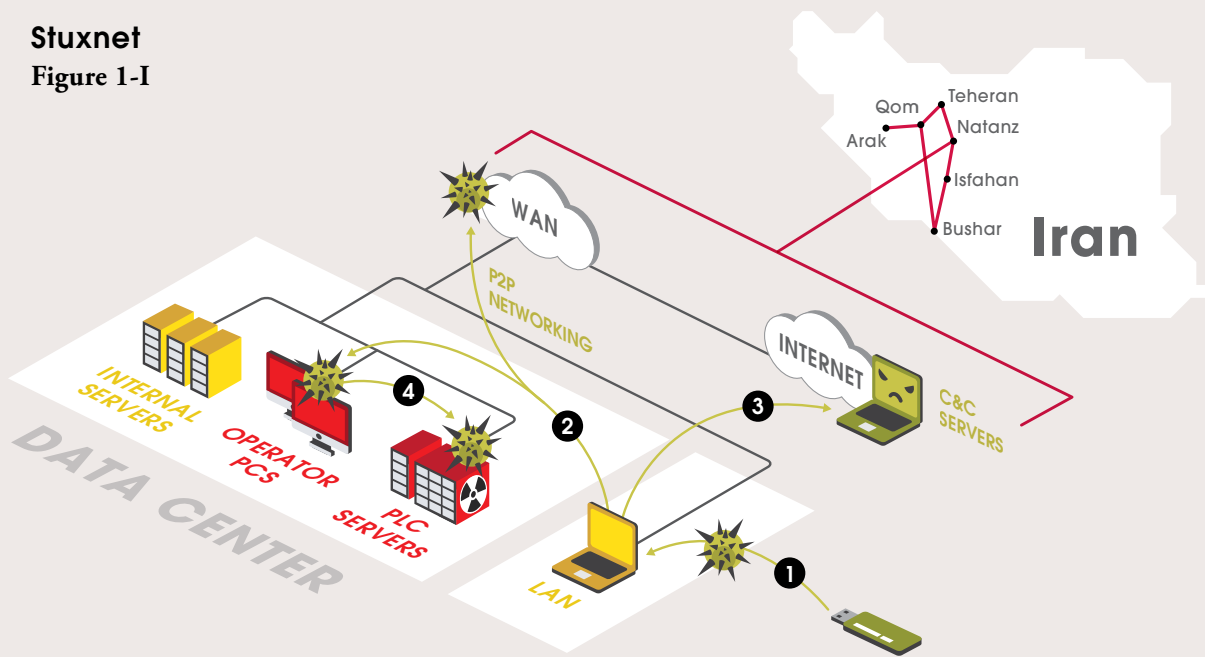 Stuxnet
Figure 1-I
Teheran
Qom
Natanz
Arak
Isfahan
Bushar
Iran
WAN
P2P
NETWORKING
INTERNET
C&C
SERVERS
INTERNAL
SERVERS
OPERATOR
PCS
PLC
SERVERS
DATA CENTER
LAN
4
2
3
1